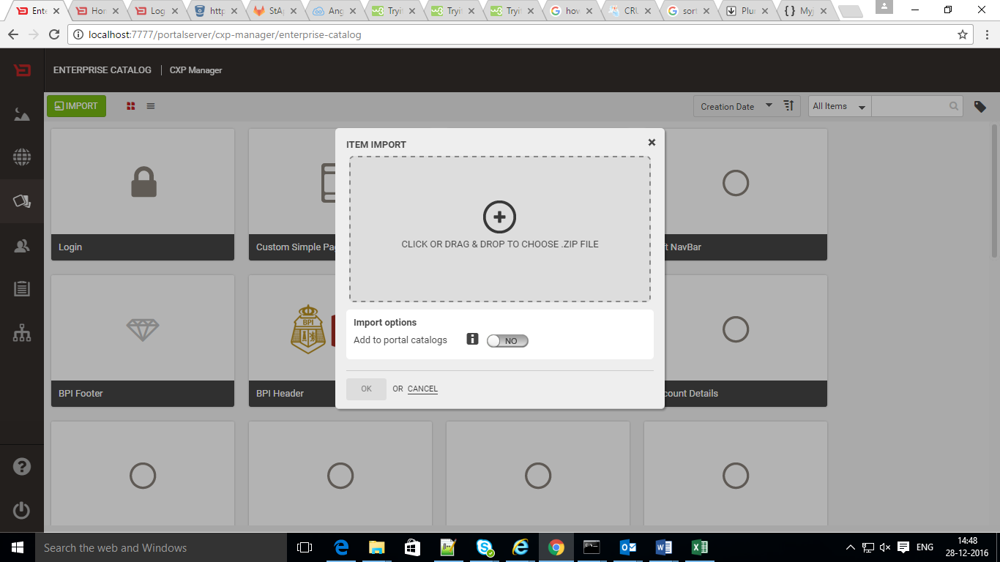 Ente
Hor
Log
http
StA
Ang
Tryi
Tryi
Tryi
hov
CRU
sort
Plu
Myj
localhost:7777/portalserver/cxp-manager/enterprise-catalog
ENTERPRISE CATALOG | CXP Manager
IMPORT
Creation Date
All Items
ITEM IMPORT
CLICK OR DRAG & DROP TO CHOOSE .ZIP FILE
Login
Custom Simple Pa
NavBar
Import options
Add to portal catalogs
NO
BPI
OK OR CANCEL
BPI Footer
BPI Header
count Details
Search the web and Windows
ENG
14:48
28-12-2016